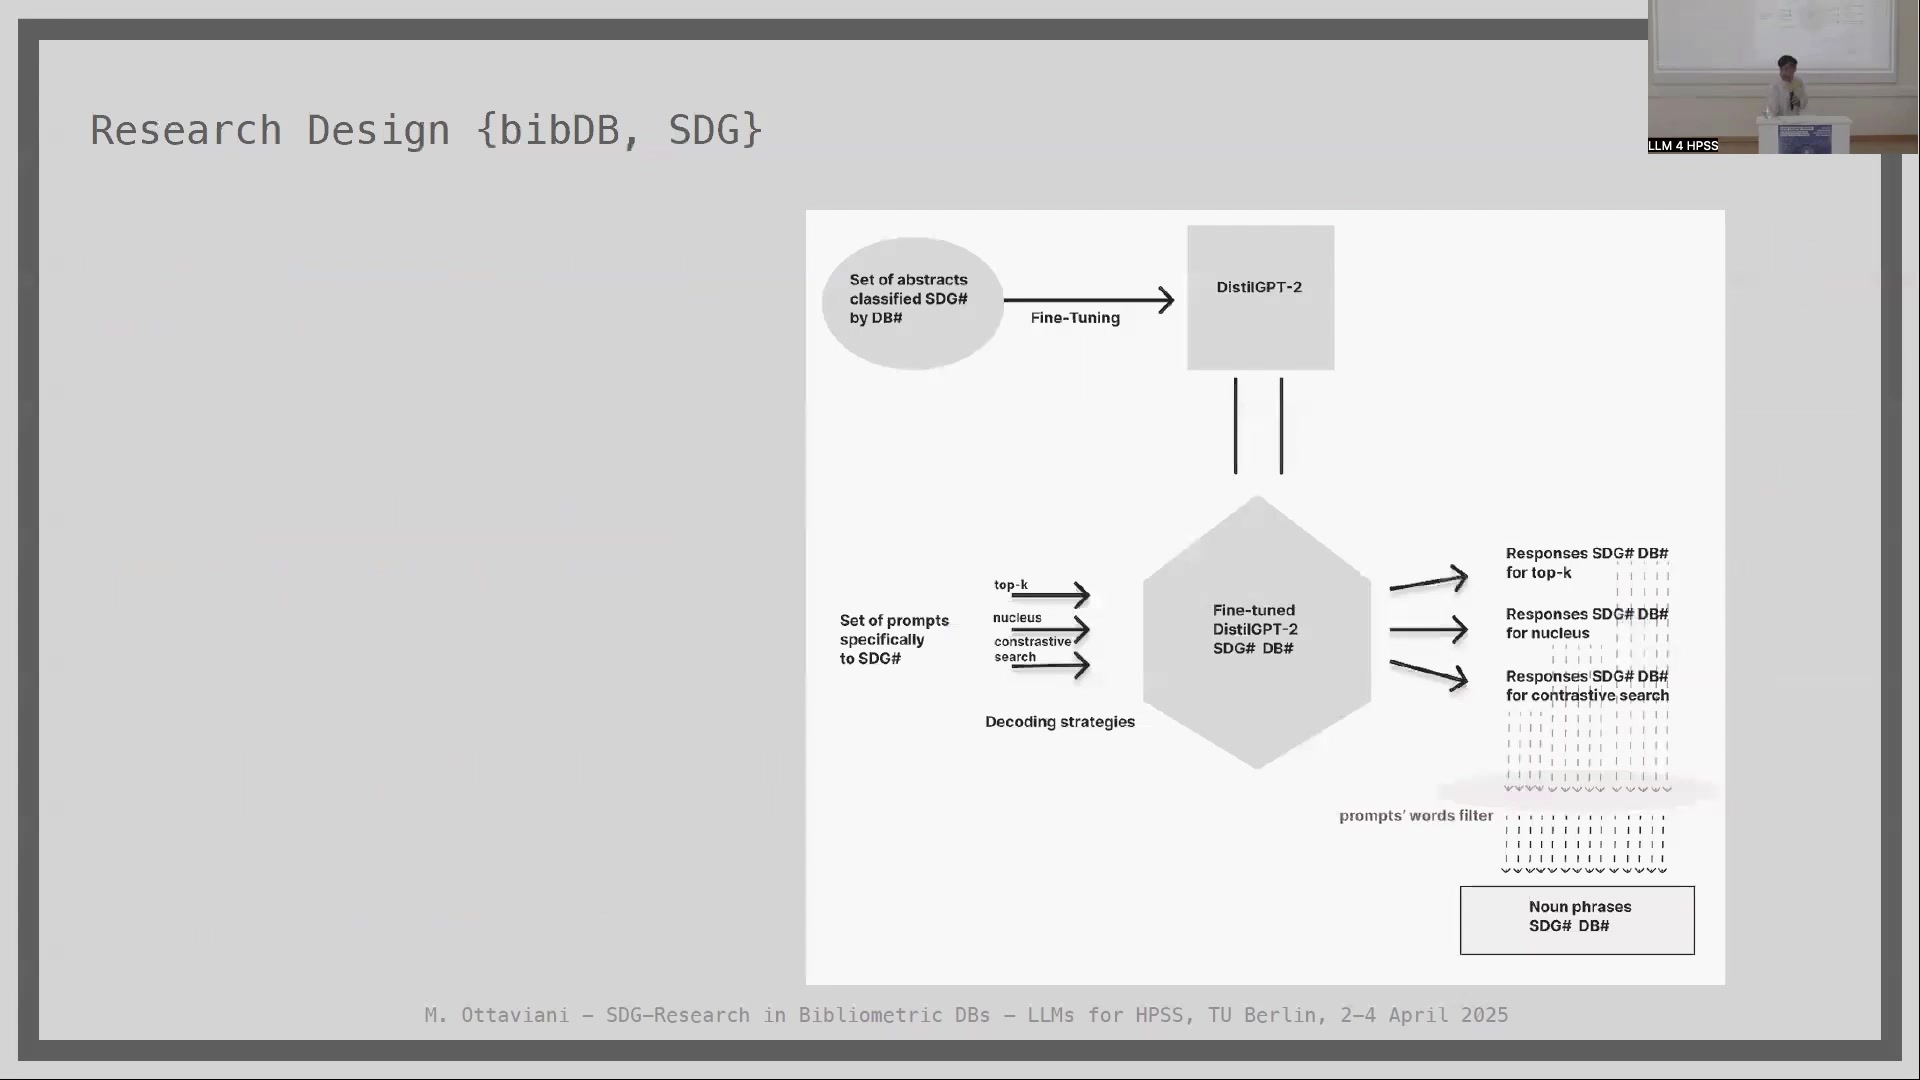 Research Design {bibDB, SDG}
LLM 4 HPSS
Set of abstracts
classified SDG#
by DB#
Fine-Tuning
DistilGPT-2
Set of prompts
specifically
to SDG#
top-k
nucleus
constrastive
search
Decoding strategies
Fine-tuned
DistilGPT-2
SDG# DB#
Responses SDG# DB#
for top-k
Responses SDG# DB#
for nucleus
Responses SDG# DB#
for contrastive search
prompts’ words filter
Noun phrases
SDG# DB#
M. Ottaviani – SDG–Research in Bibliometric DBs – LLMs for HPSS, TU Berlin, 2–4 April 2025